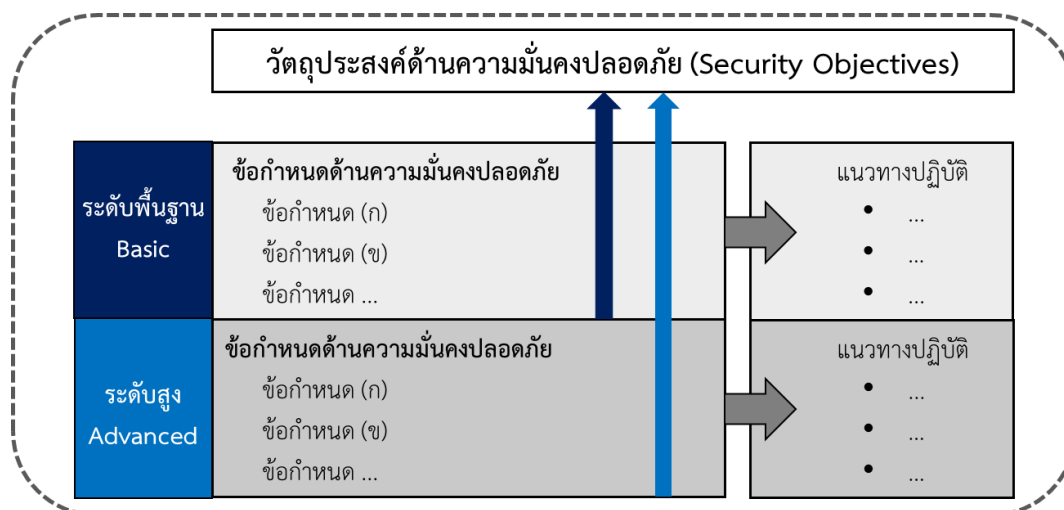 วัตถุประสงค์ด้านความมั่นคงปลอดภัย (Security Objectives)
ระดับพื้นฐาน
Basic
ข้อกำหนดด้านความมั่นคงปลอดภัย
ข้อกำหนด (ก)
ข้อกำหนด (ข)
ข้อกำหนด ...
แนวทางปฏิบัติ
• ...
• ...
• ...
ระดับสูง
Advanced
ข้อกำหนดด้านความมั่นคงปลอดภัย
ข้อกำหนด (ก)
ข้อกำหนด (ข)
ข้อกำหนด ...
แนวทางปฏิบัติ
• ...
• ...
• ...